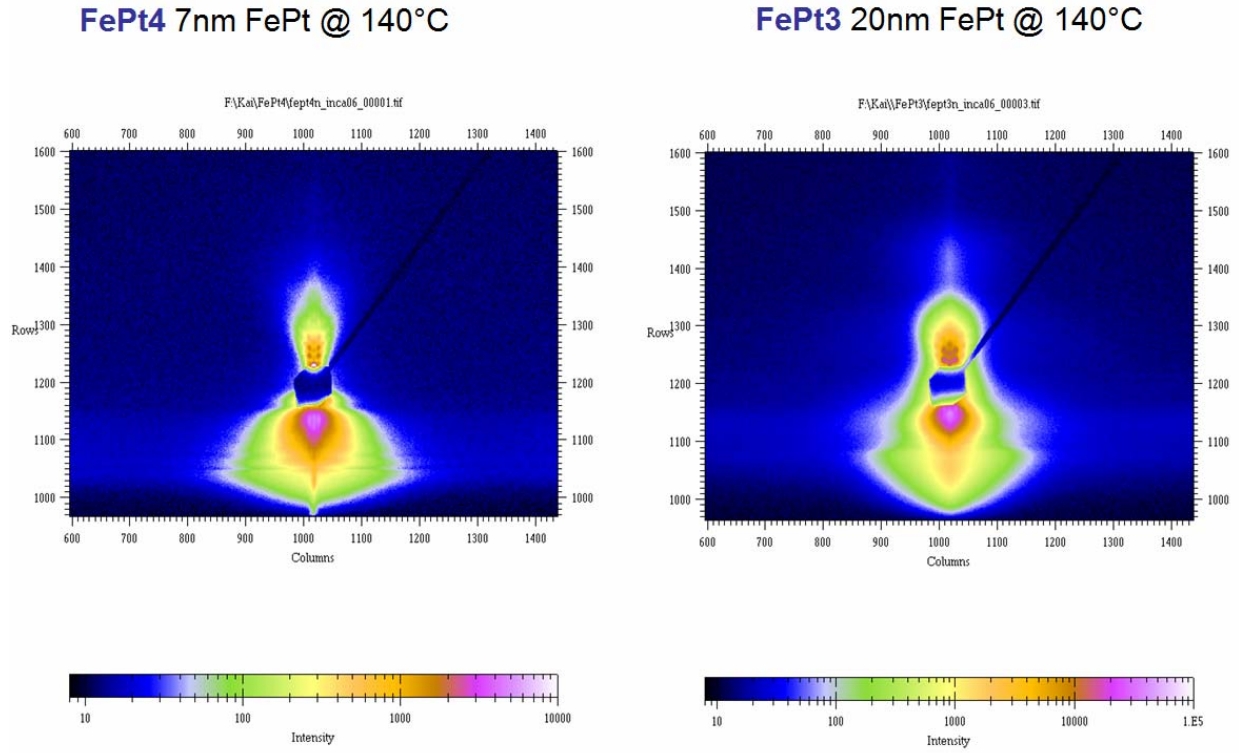 FePt4 7nm FePt @ 140°C
FePt3 20nm FePt @ 140°C
F:\Kai\FePt4\fept4n_inca06_00001.tif
600 700 800 900 1000 1100 1200 1300 1400
1600 1600
1500 1500
1400 1400
Rows 1300 1300
1200 1200
1100 1100
1000 1000
600 700 800 900 1000 1100 1200 1300 1400
Columns
10 100 1000 10000
Intensity
F:\Kai\\FePt3\fept3n_inca06_00003.tif
600 700 800 900 1000 1100 1200 1300 1400
1600 1600
1500 1500
1400 1400
Rows 1300 1300
1200 1200
1100 1100
1000 1000
600 700 800 900 1000 1100 1200 1300 1400
Columns
10 100 1000 10000 1.E5
Intensity